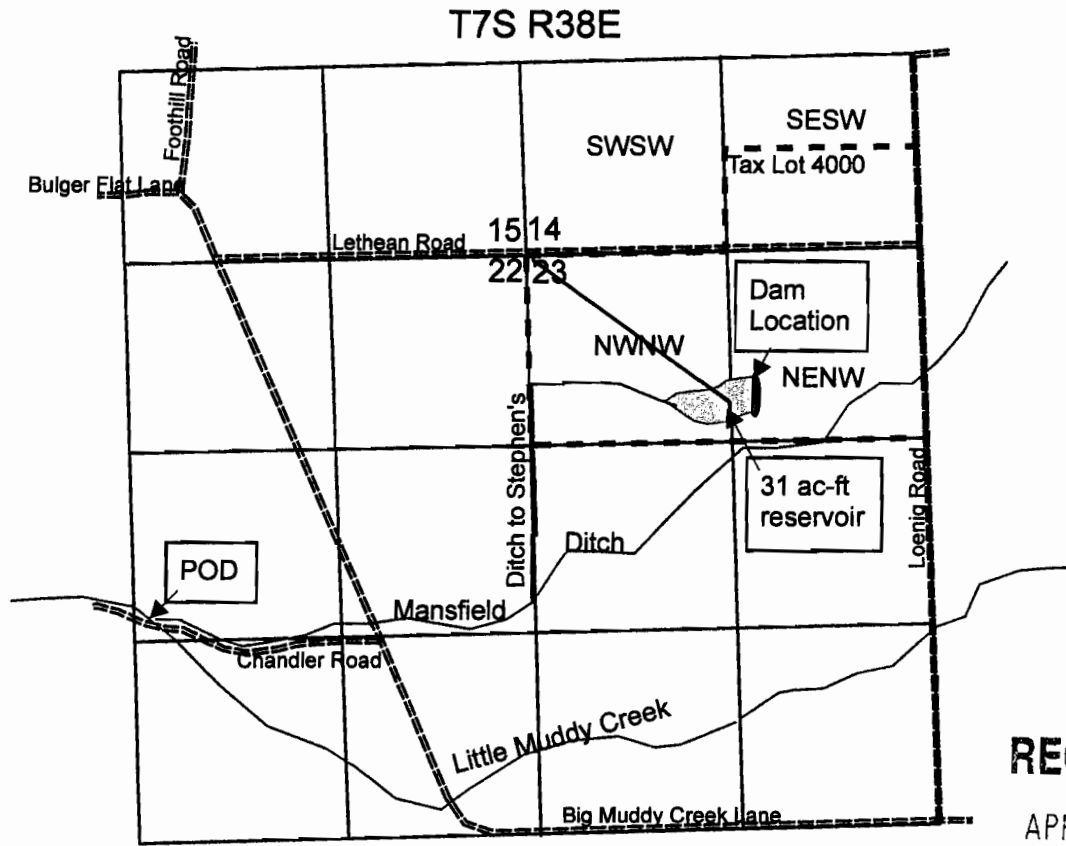 T7S R38E
Foothill Road
SESW
SWSW
Tax Lot 4000
Bulger Flat Lane
15 14
Lethean Road
22 23
Dam
Location
NWNW
NENW
Ditch to Stephen's
31 ac-ft
reservoir
Loenig Road
Ditch
POD
Mansfield
Chandler Road
Little Muddy Creek
Big Muddy Creek Lane